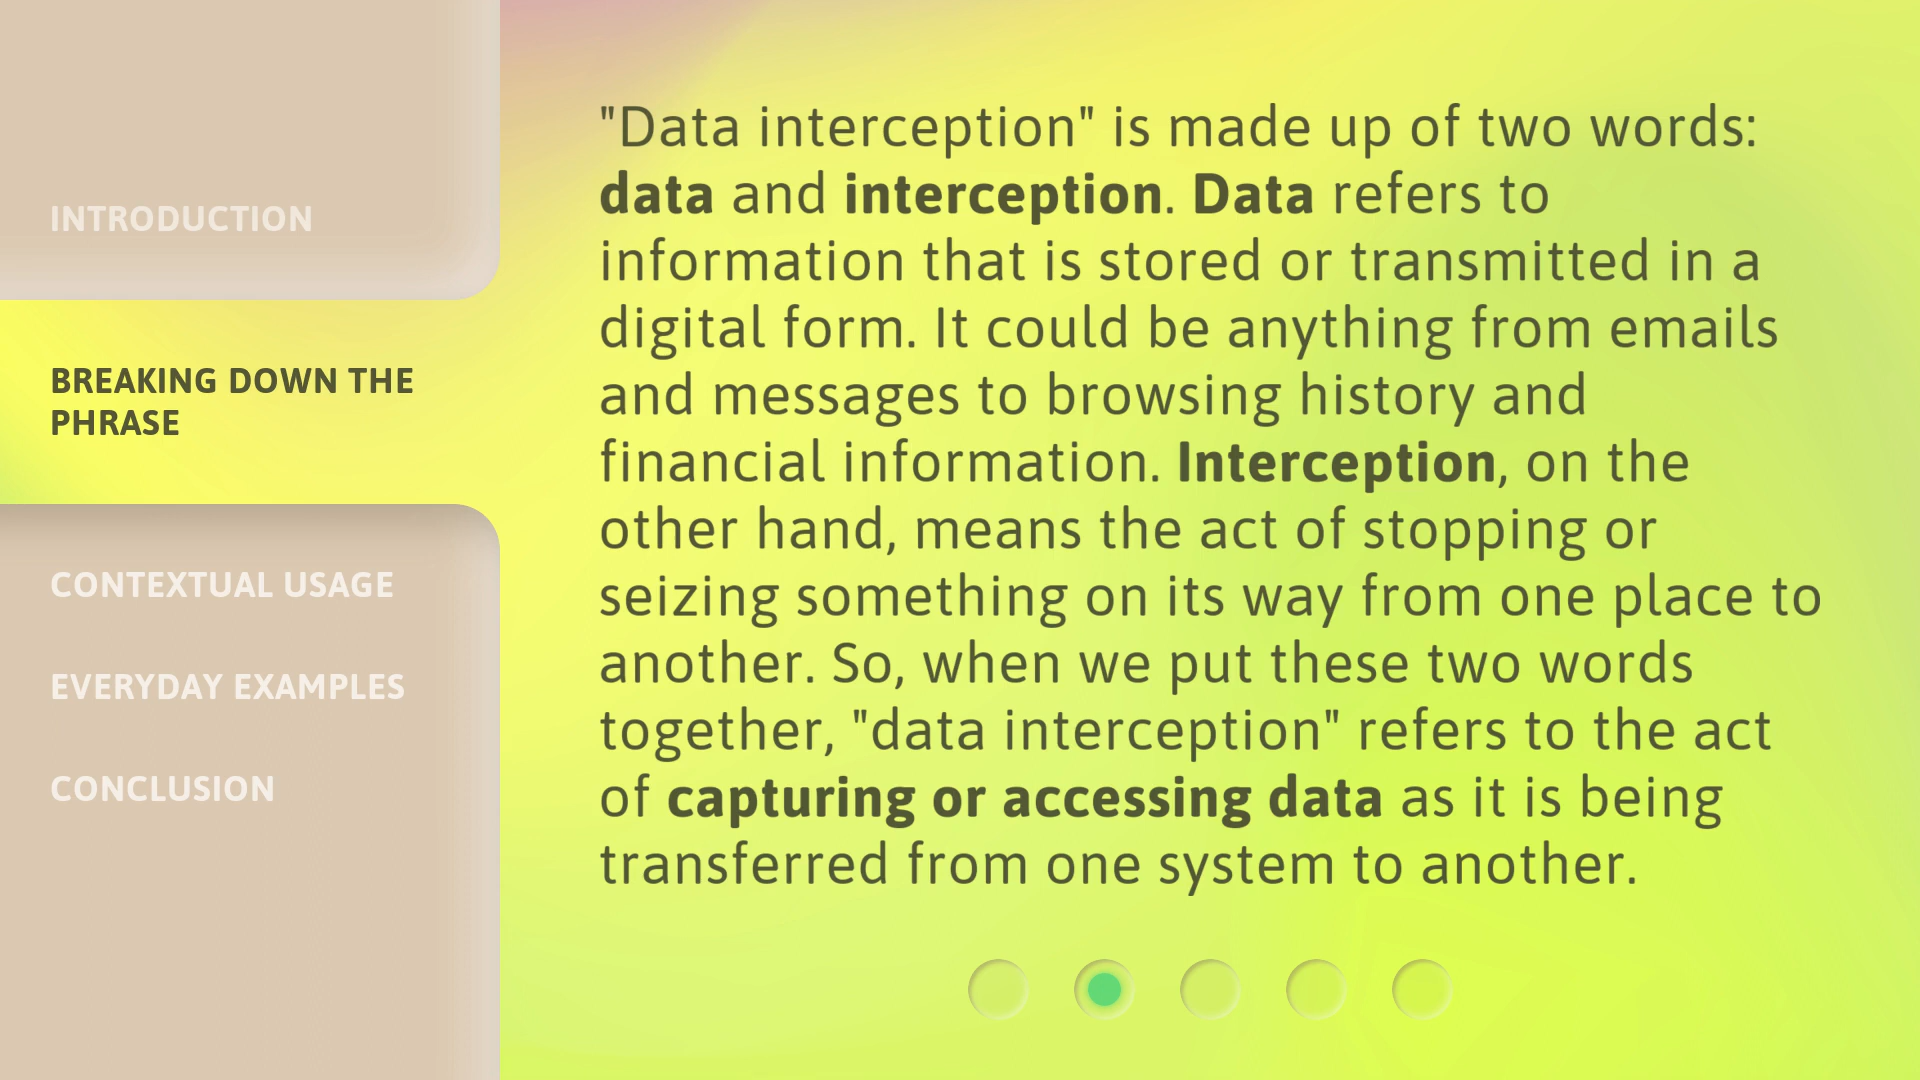 INTRODUCTION
BREAKING DOWN THE
PHRASE
CONTEXTUAL USAGE
EVERYDAY EXAMPLES
CONCLUSION
"Data interception" is made up of two words:
data and interception. Data refers to
information that is stored or transmitted in a
digital form. It could be anything from emails
and messages to browsing history and
financial information. Interception, on the
other hand, means the act of stopping or
seizing something on its way from one place to
another. So, when we put these two words
together, "data interception" refers to the act
of capturing or accessing data as it is being
transferred from one system to another.